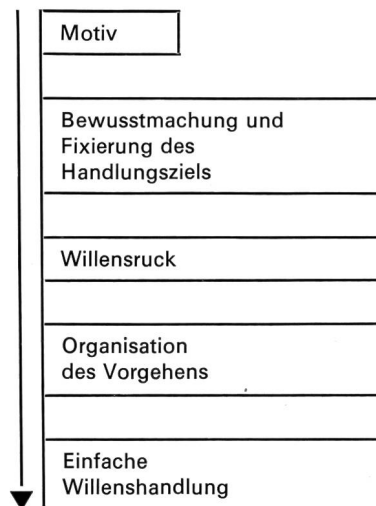 Motiv
Bewusstmachung und
Fixierung des
Handlungsziels
Willensruck
Organisation
des Vorgehens
Einfache
Willenshandlung